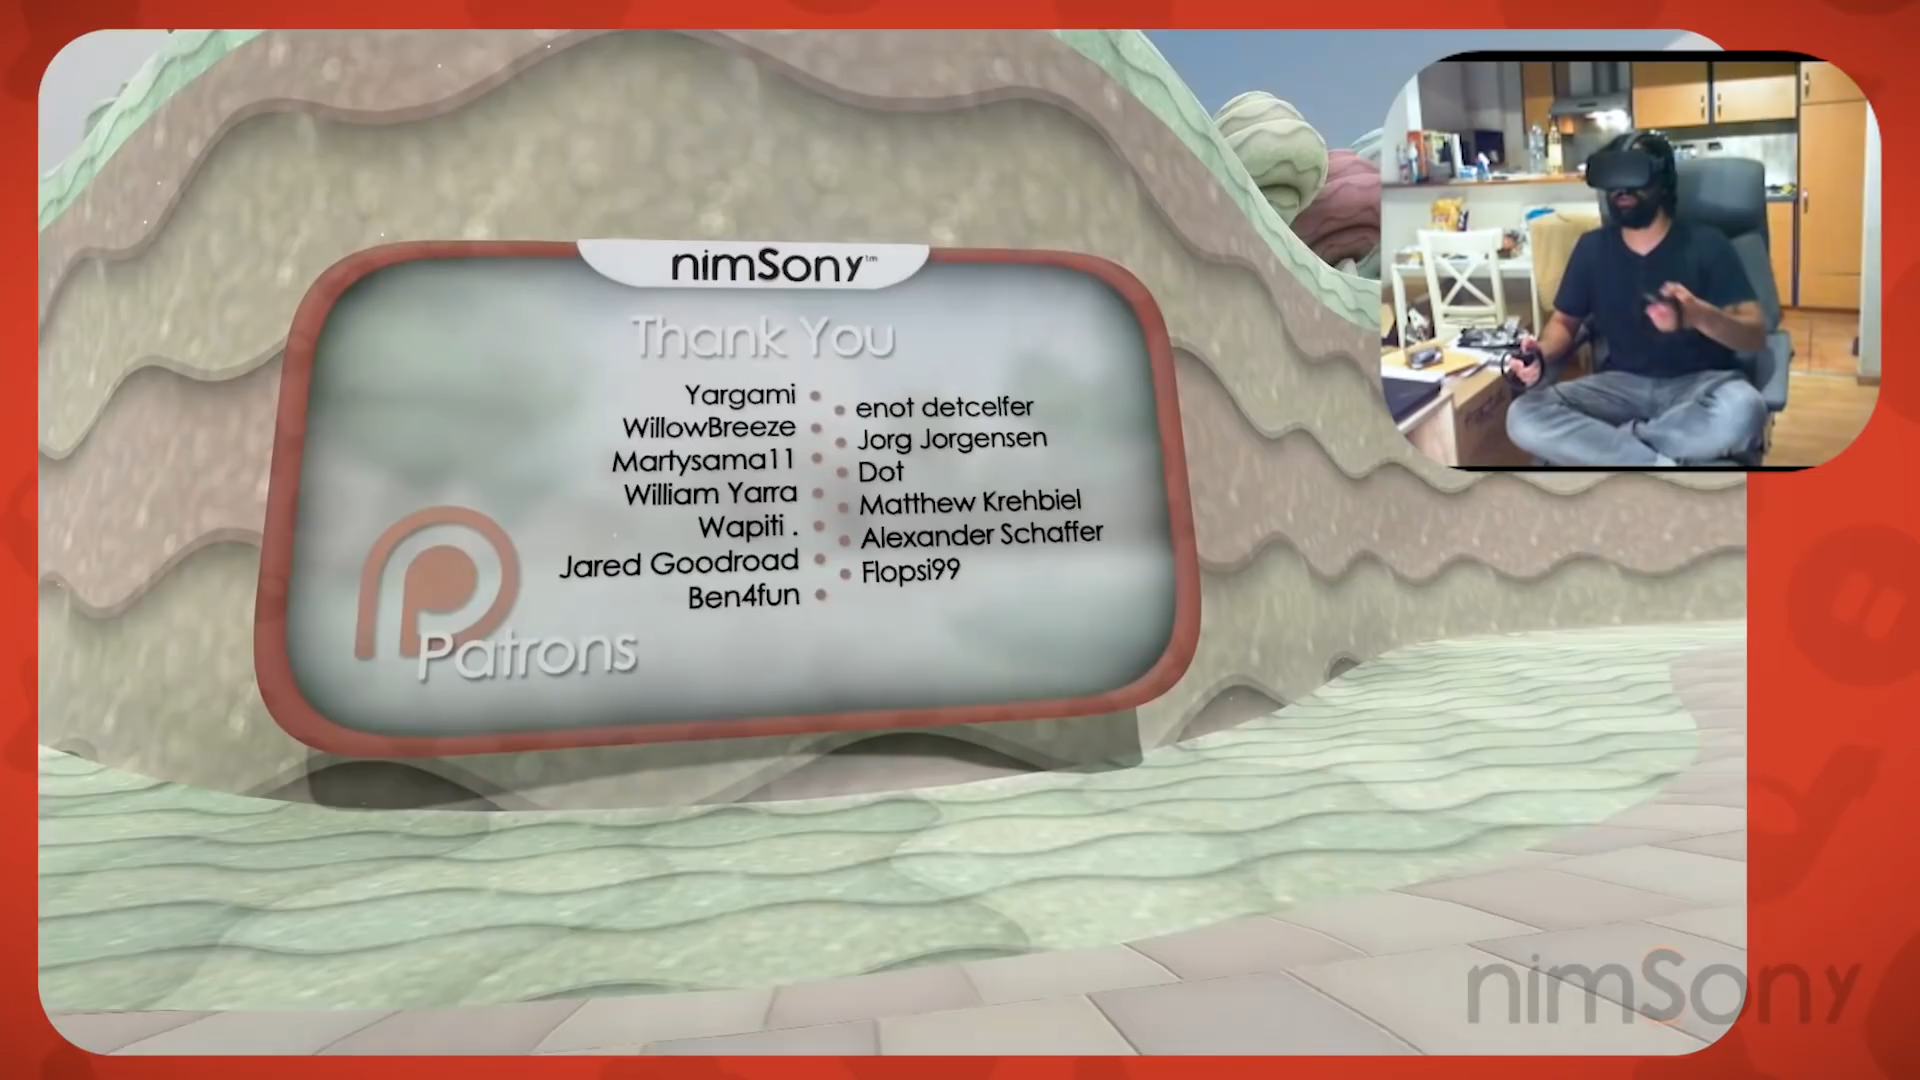 nimSony™
Thank You
Yargami
WillowBreeze
Martysama11
William Yarra
Wapiti .
Jared Goodroad
Ben4fun
enot detcelfer
Jorg Jorgensen
Dot
Matthew Krehbiel
Alexander Schaffer
Flopsi99
Patrons
nimSony